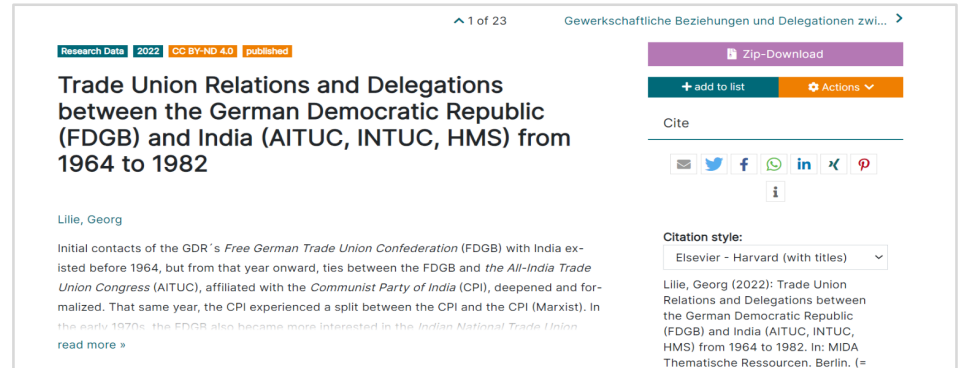 1 of 23
Gewerkschaftliche Beziehungen und Delegationen zwi...
Research Data 2022 CC BY-ND 4.0 published
Trade Union Relations and Delegations
between the German Democratic Republic
(FDGB) and India (AITUC, INTUC, HMS) from
1964 to 1982
Lilie, Georg
Initial contacts of the GDR´s Free German Trade Union Confederation (FDGB) with India ex-
isted before 1964, but from that year onward, ties between the FDGB and the All-India Trade
Union Congress (AITUC), affiliated with the Communist Party of India (CPI), deepened and for-
malized. That same year, the CPI experienced a split between the CPI and the CPI (Marxist). In
the early 1970s, the FDGB also became more interested in the Indian National Trade Union
read more »
Zip-Download
+ add to list
Actions
Cite
Citation style:
Elsevier - Harvard (with titles)
Lilie, Georg (2022): Trade Union
Relations and Delegations between
the German Democratic Republic
(FDGB) and India (AITUC, INTUC,
HMS) from 1964 to 1982. In: MIDA
Thematische Ressourcen. Berlin. (=